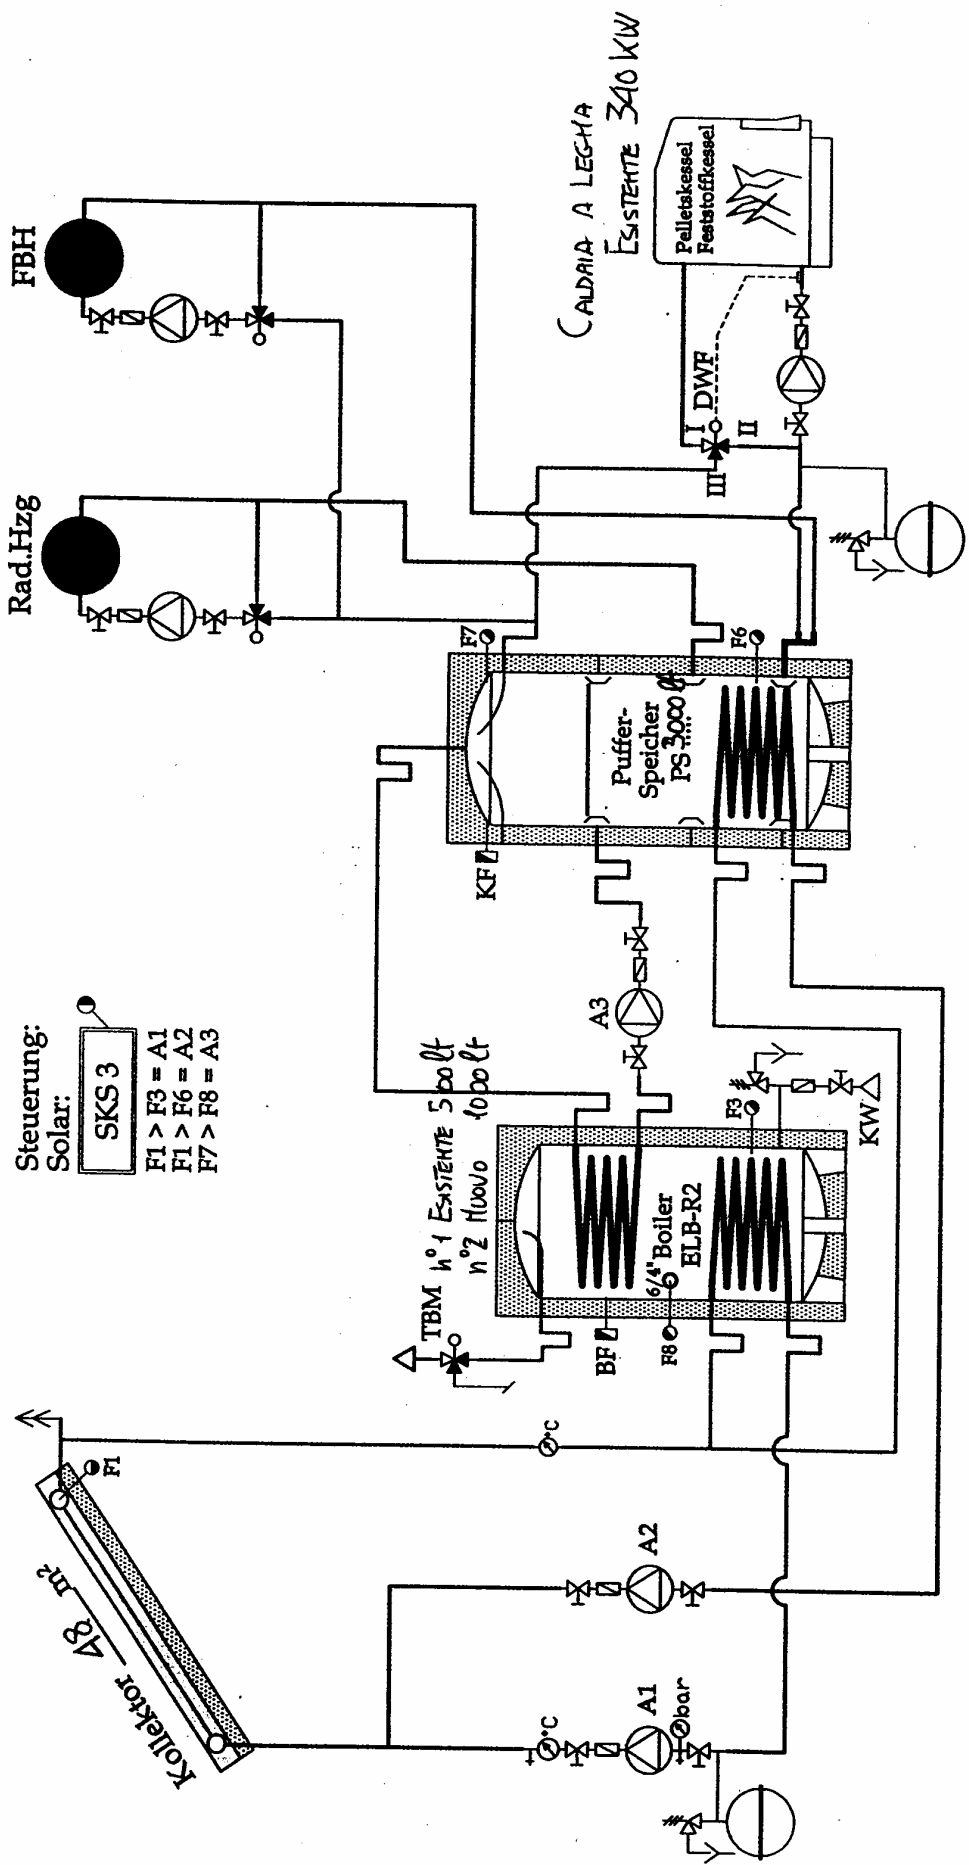 Kollektor 48 m²
F1
Steuerung:
Solar:
SKS 3
F1 > F3 = A1
F1 > F6 = A2
F7 > F8 = A3
Rad.Hzg
FBH
TBM
n°1 ESISTENTE 500 lt
n°2 NUOVO 1000 lt
CALDAIA A LEGNA
ESISTENTE 340 KW
Pelletskessel
Feststoffkessel
DWF
I
II
III
KF
F7
Puffer-
Speicher
PS 3000 lt
F6
A3
BF
F8
6/4" Boiler
ELB-R2
F3
KW
°C
°C
A1
A2
bar